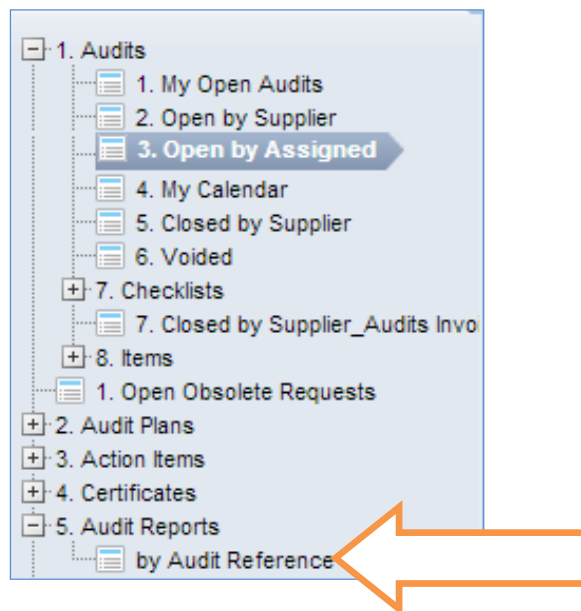 1. Audits
1. My Open Audits
2. Open by Supplier
3. Open by Assigned
4. My Calendar
5. Closed by Supplier
6. Voided
7. Checklists
7. Closed by Supplier_Audits Invoi
8. Items
1. Open Obsolete Requests
2. Audit Plans
3. Action Items
4. Certificates
5. Audit Reports
by Audit Reference